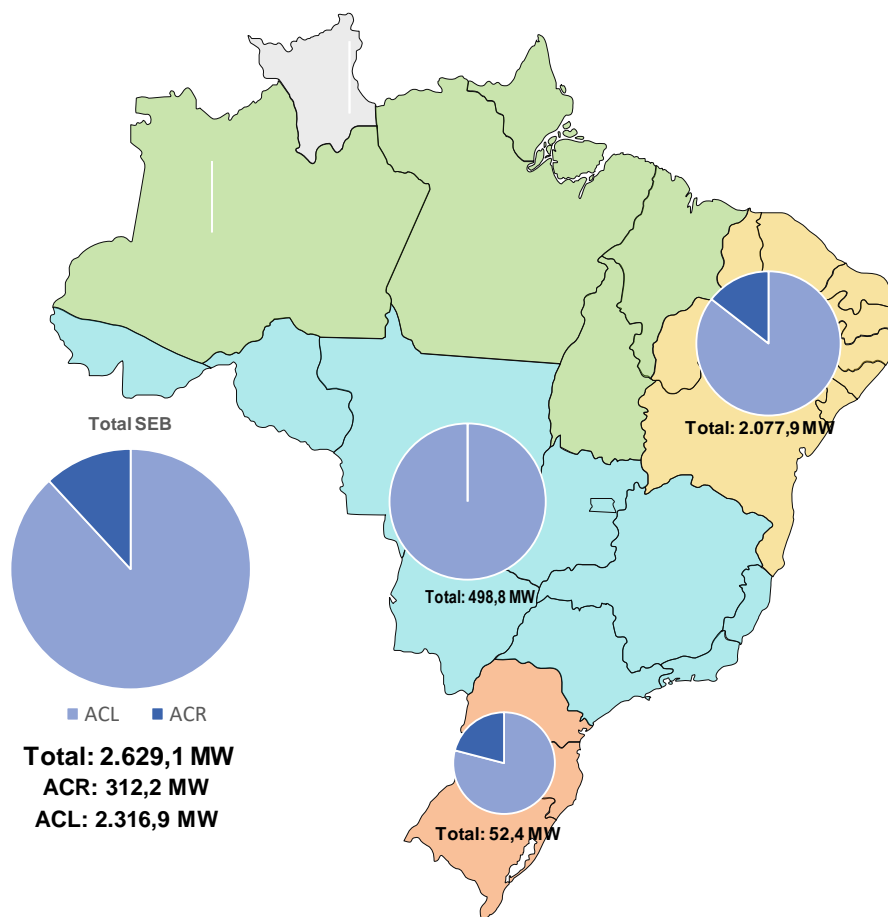 Total SEB
ACL
ACR
Total: 2.629,1 MW
ACR: 312,2 MW
ACL: 2.316,9 MW
Total: 2.077,9 MW
Total: 498,8 MW
Total: 52,4 MW